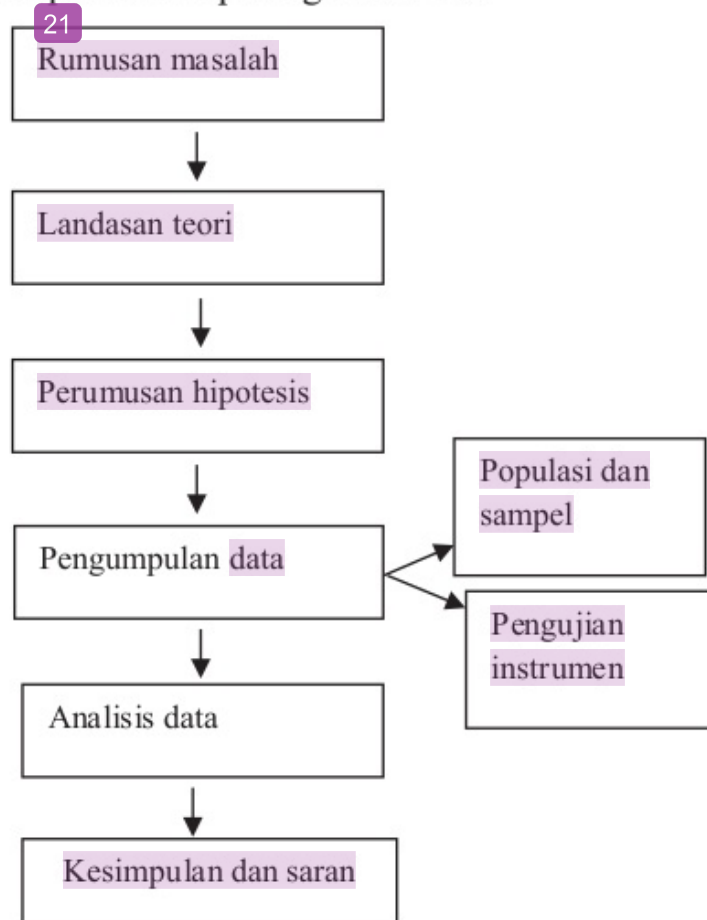 21
Rumusan masalah
Landasan teori
Perumusan hipotesis
Populasi dan
sampel
Pengumpulan data
Pengujian
instrumen
Analisis data
Kesimpulan dan saran